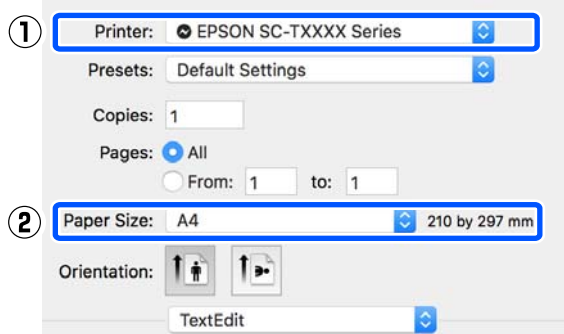 ① Printer: EPSON SC-TXXXX Series
Presets: Default Settings
Copies: 1
Pages: All
From: 1 to: 1
② Paper Size: A4 210 by 297 mm
Orientation:
TextEdit